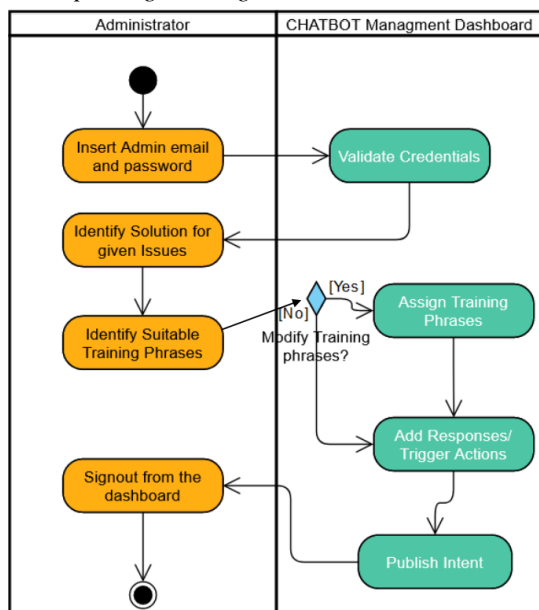 Administrator
CHATBOT Managment Dashboard
Insert Admin email
and password
Validate Credentials
Identify Solution for
given Issues
[Yes]
Assign Training
Phrases
[No]
Modify Training
phrases?
Identify Suitable
Training Phrases
Add Responses/
Trigger Actions
Signout from the
dashboard
Publish Intent